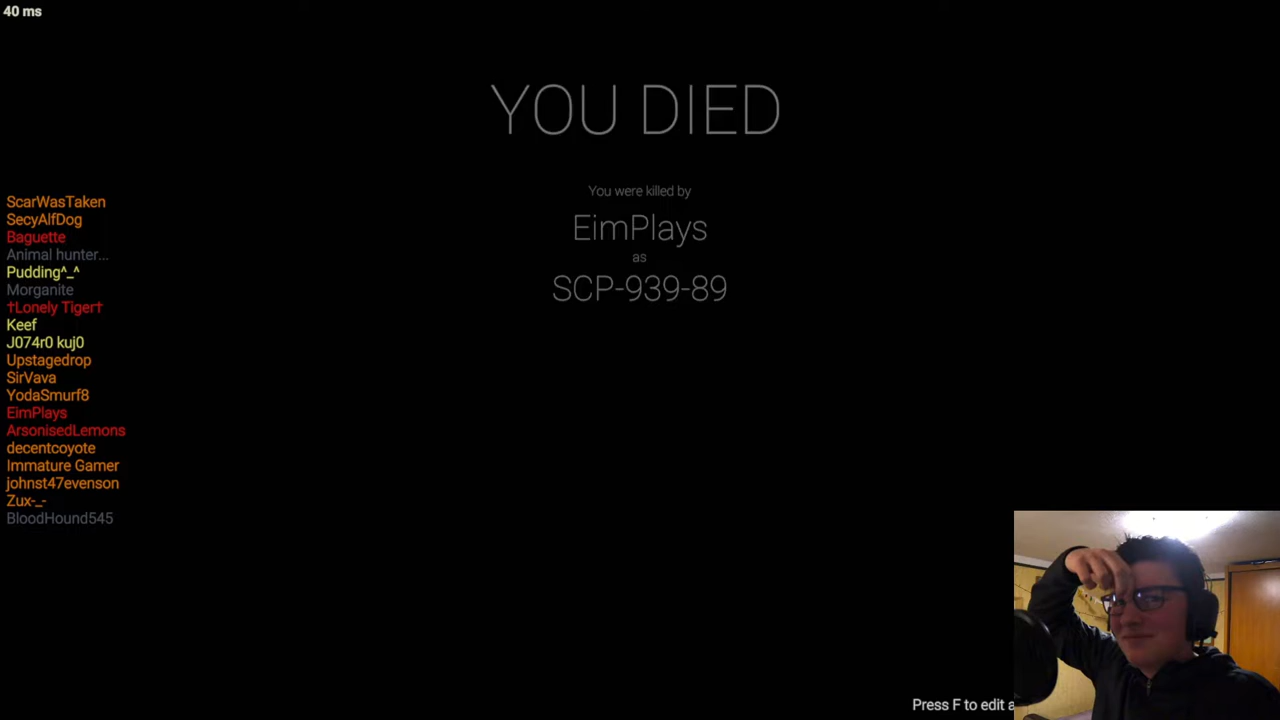 40 ms
YOU DIED
You were killed by
EimPlays
as
SCP-939-89
ScarWasTaken
SecyAlfDog
Baguette
Animal hunter...
Pudding^_^
Morganite
†Lonely Tiger†
Keef
J074r0 kuj0
Upstagedrop
SirVava
YodaSmurf8
EimPlays
ArsonisedLemons
decentcoyote
Immature Gamer
johnst47evenson
Zux-_-
BloodHound545
Press F to edit a